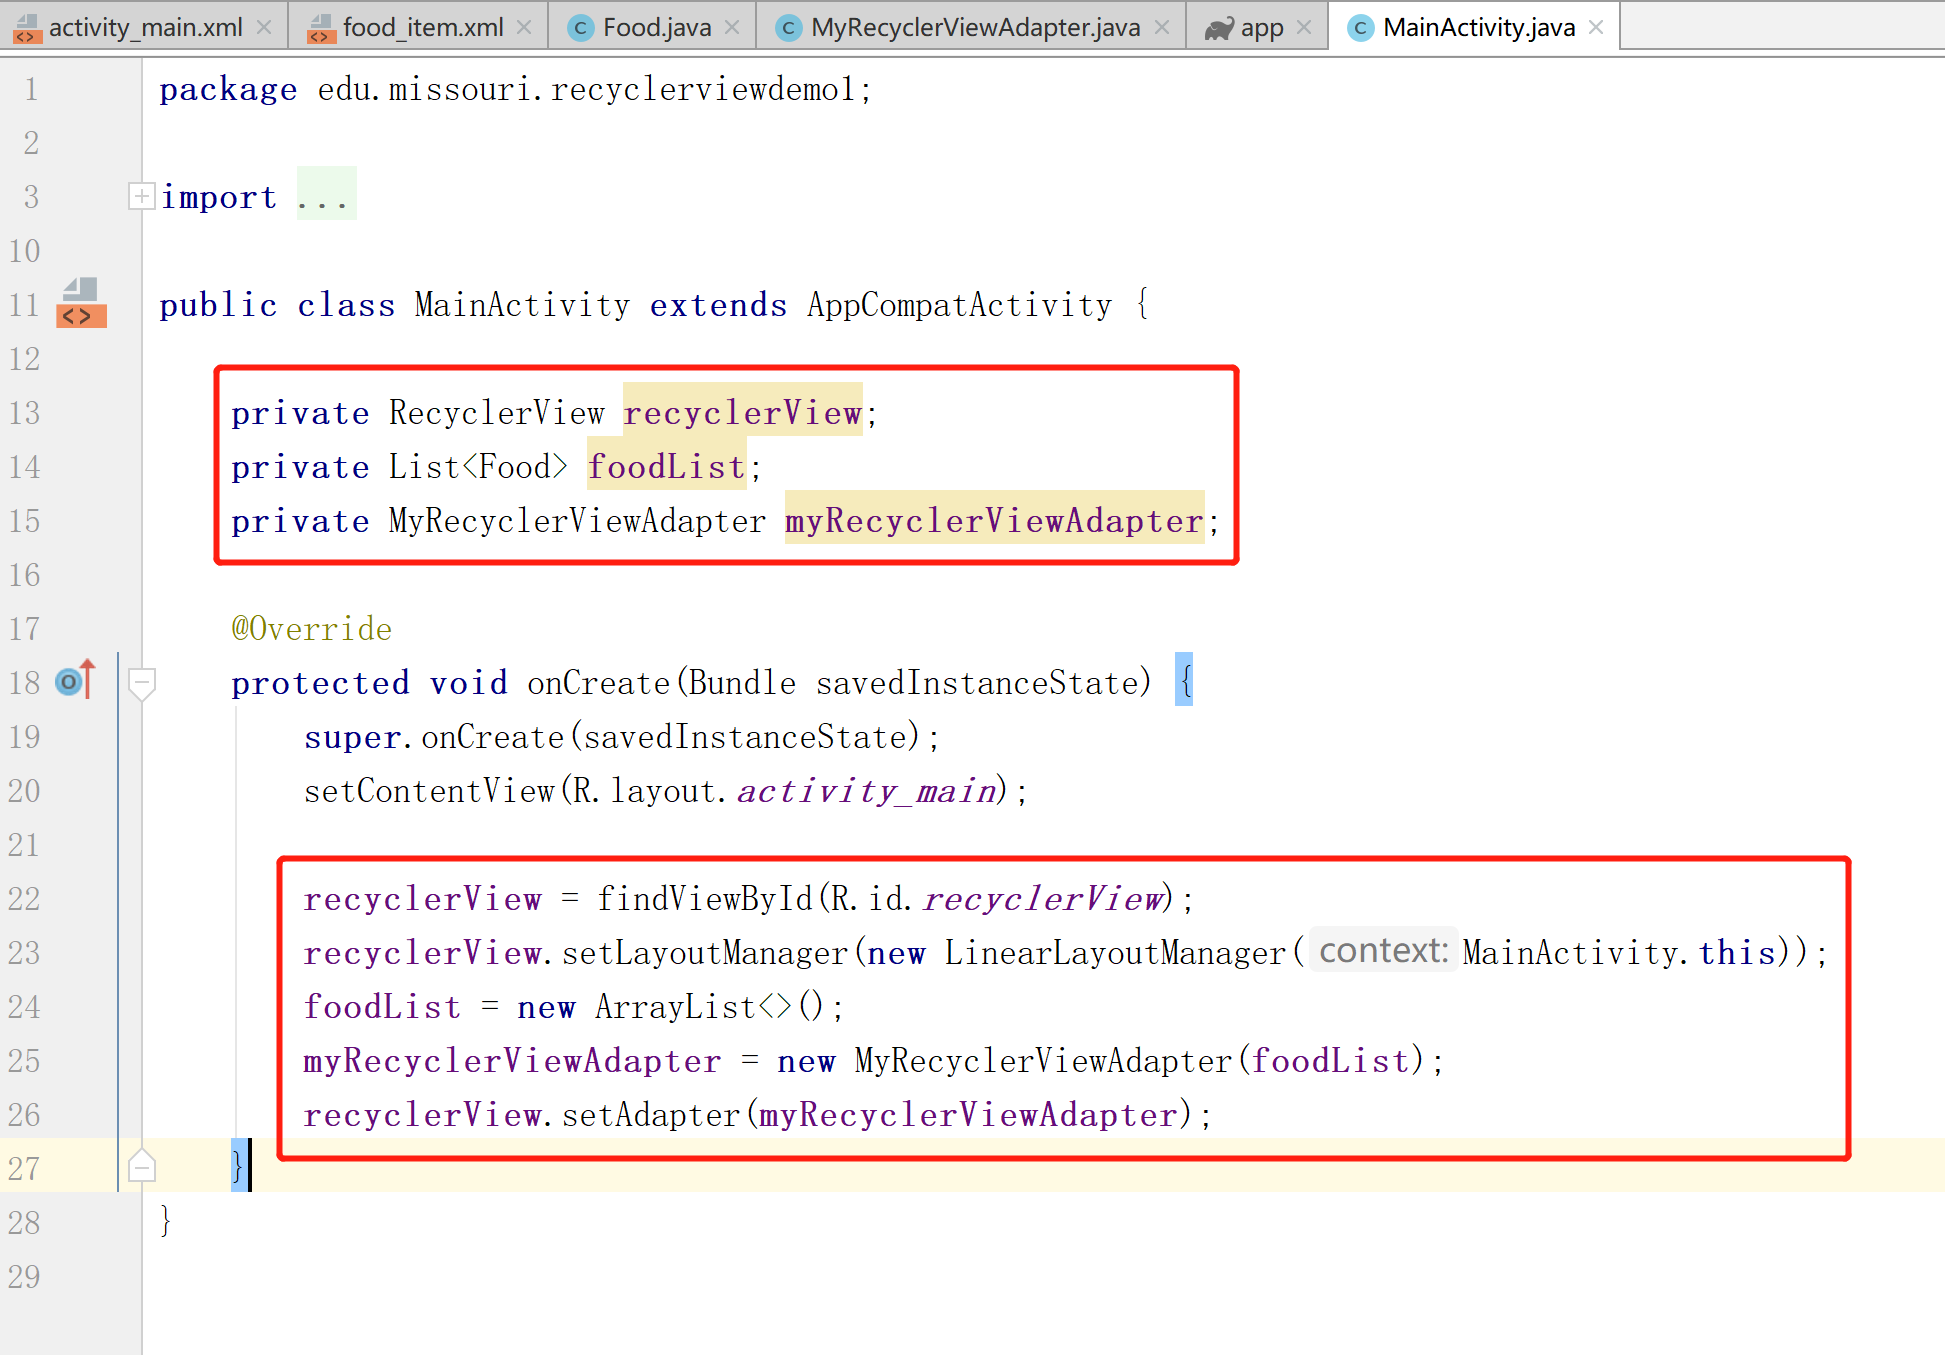 activity_main.xml food_item.xml Food.java MyRecyclerViewAdapter.java app MainActivity.java
1 package edu.missouri.recyclerviewdemo1;
2
3 import ...
10
11 public class MainActivity extends AppCompatActivity {
12
13 private RecyclerView recyclerView;
14 private List<Food> foodList;
15 private MyRecyclerViewAdapter myRecyclerViewAdapter;
16
17 @Override
18 protected void onCreate(Bundle savedInstanceState) {
19 super.onCreate(savedInstanceState);
20 setContentView(R.layout.activity_main);
21
22 recyclerView = findViewById(R.id.recyclerView);
23 recyclerView.setLayoutManager(new LinearLayoutManager( context: MainActivity.this));
24 foodList = new ArrayList<>();
25 myRecyclerViewAdapter = new MyRecyclerViewAdapter(foodList);
26 recyclerView.setAdapter(myRecyclerViewAdapter);
27 }
28 }
29